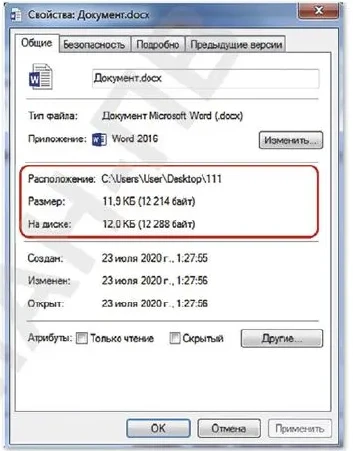 Свойства: Документ.docx
Общие Безопасность Подробно Предыдущие версии
Документ.docx
Тип файла: Документ Microsoft Word (.docx)
Приложение: Word 2016 Изменить...
Расположение: C:\Users\User\Desktop\111
Размер: 11,9 КБ (12 214 байт)
На диске: 12,0 КБ (12 288 байт)
Создан: 23 июля 2020 г., 1:27:55
Изменен: 23 июля 2020 г., 1:27:56
Открыт: 23 июля 2020 г., 1:27:56
Атрибуты: Только чтение Скрытый Другие...
ОК Отмена Применить